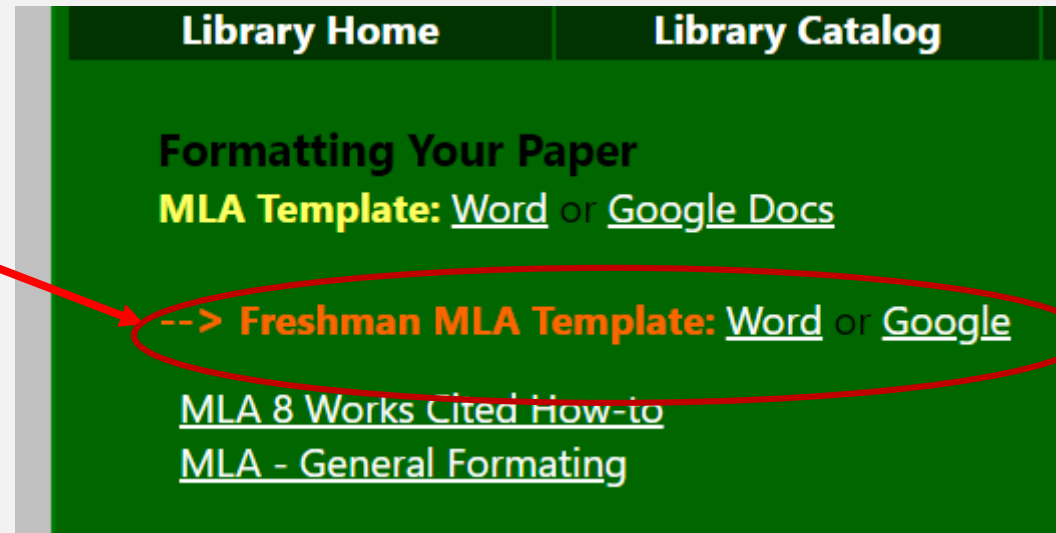 Library Home Library Catalog
Formatting Your Paper
MLA Template: Word or Google Docs
--> Freshman MLA Template: Word or Google
MLA 8 Works Cited How-to
MLA - General Formating